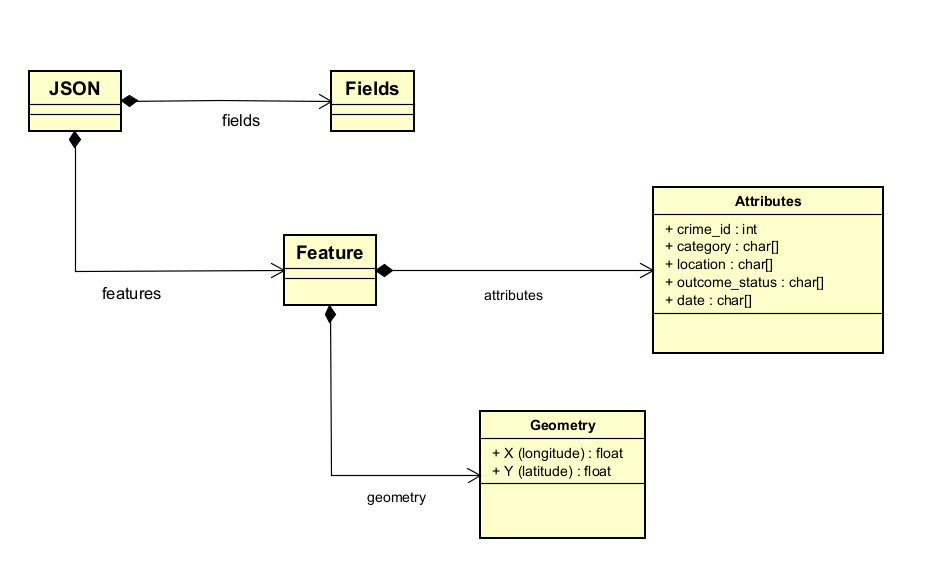 JSON
Fields
fields
Attributes
+ crime_id : int
+ category : char[]
+ location : char[]
+ outcome_status : char[]
+ date : char[]
Feature
features
attributes
Geometry
+ X (longitude) : float
+ Y (latitude) : float
geometry